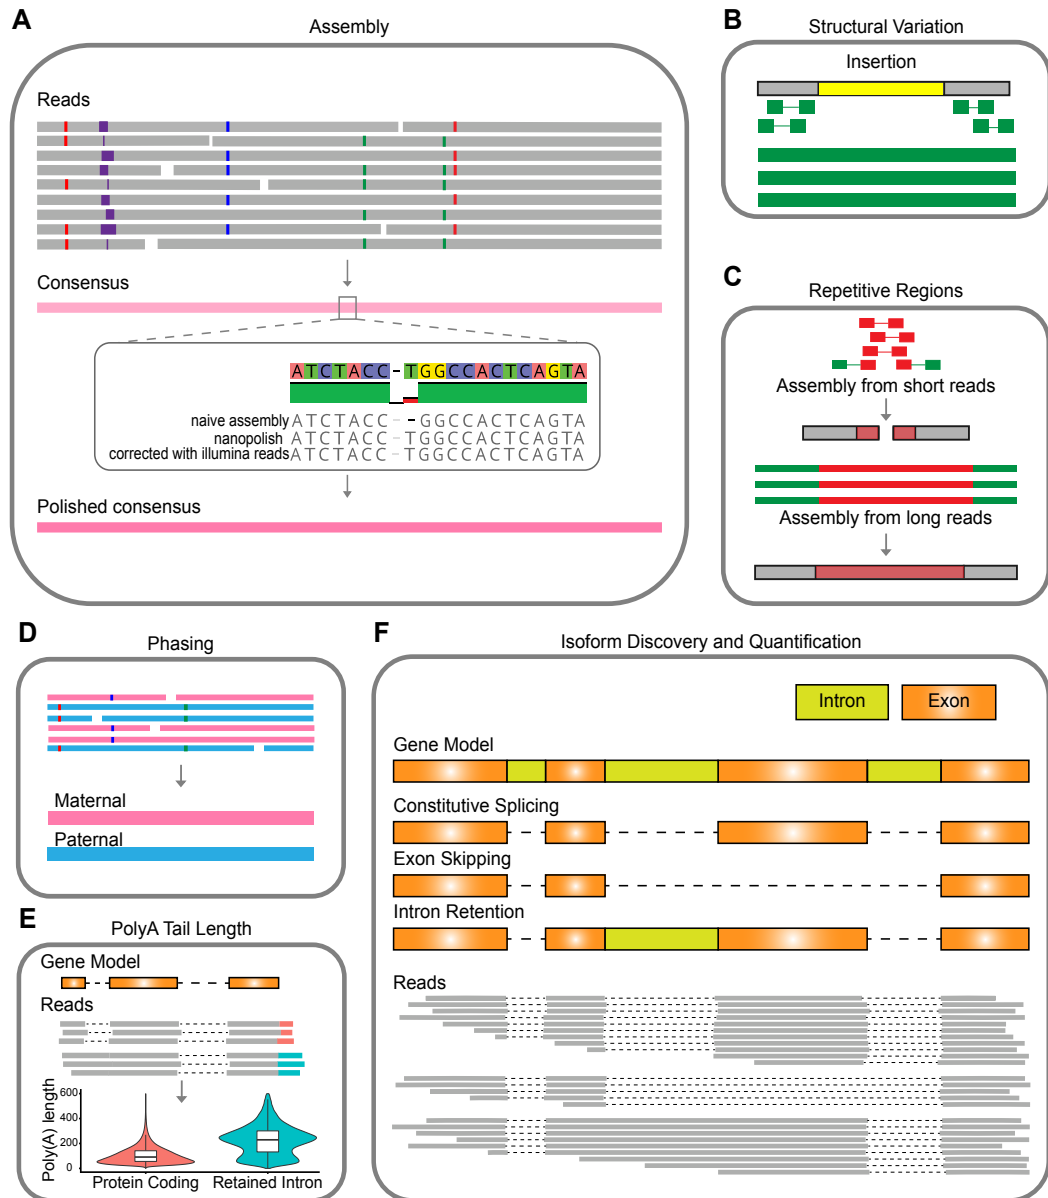 A
Assembly
Reads
Consensus
ATCTACC-TGGCCACTCAGTA
naive assembly ATCTACC--GGCCACTCAGTA
nanopolish ATCTACC-TGGCCACTCAGTA
corrected with illumina reads ATCTACC-TGGCCACTCAGTA
Polished consensus
B
Structural Variation
Insertion
C
Repetitive Regions
Assembly from short reads
Assembly from long reads
D
Phasing
Maternal
Paternal
E
PolyA Tail Length
Gene Model
Reads
Poly(A) length
600
400
200
0
Protein Coding
Retained Intron
F
Isoform Discovery and Quantification
Intron
Exon
Gene Model
Constitutive Splicing
Exon Skipping
Intron Retention
Reads